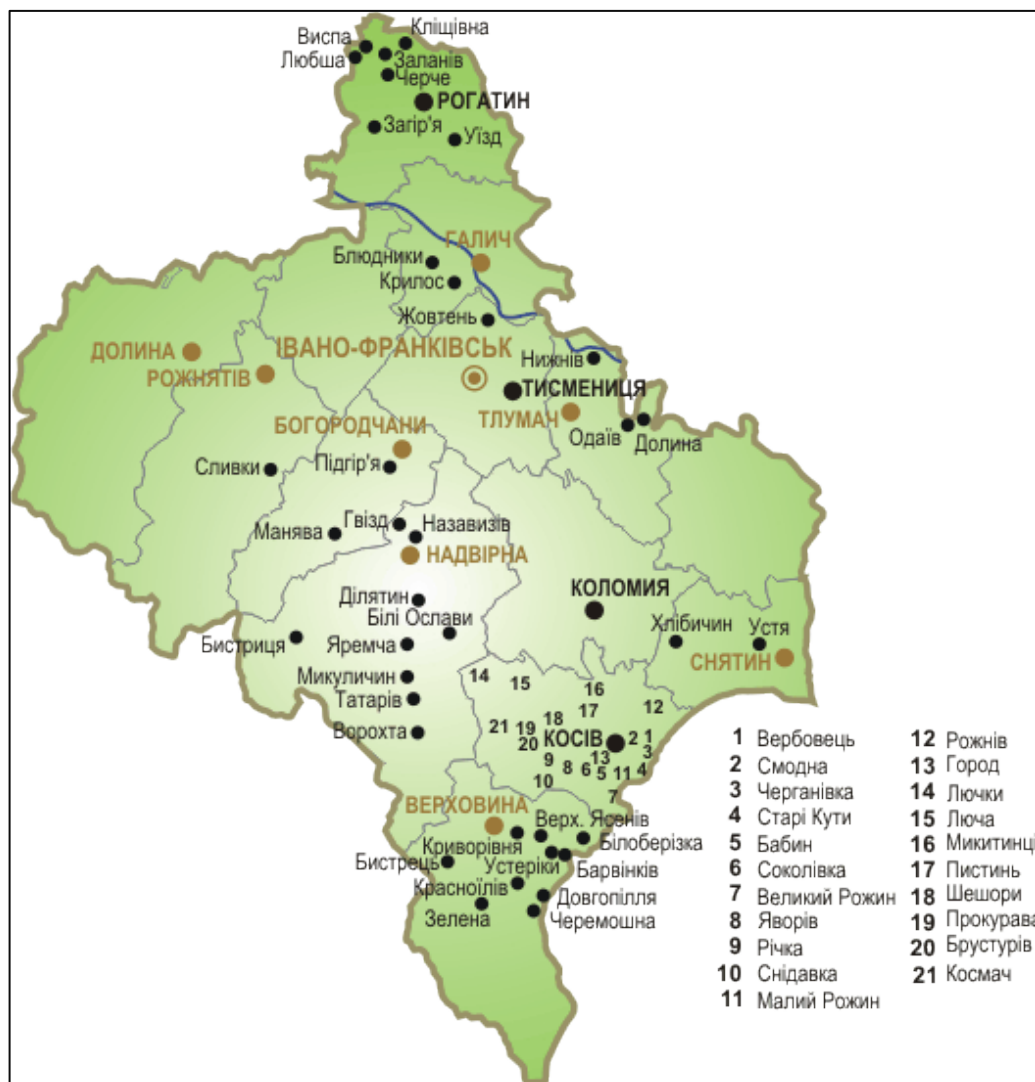 Кліщівна
Виспа
Любша
Заланів
Черче
РОГАТИН
Загір'я
Уїзд
ГАЛИЧ
Блюдники
Крилос
Жовтень
ІВАНО-ФРАНКІВСЬК
ДОЛИНА
РОЖНЯТІВ
Нижнів
ТИСМЕНИЦЯ
ТЛУМАЧ
БОГОРОДЧАНИ
Одаїв
Долина
Сливки
Підгір'я
Гвізд
Назавизів
Манява
НАДВІРНА
Ділятин
КОЛОМИЯ
Білі Ослави
Хлібичин
Устя
Бистриця
Яремча
СНЯТИН
Микуличин
14
15
16
Татарів
12
17
18
21
19
Ворохта
20
КОСІВ
2
1
3
9
8
6
13
5
11
4
10
7
ВЕРХОВИНА
Верх. Ясенів
Криворівня
Білоберізка
Бистрець
Устеріки
Барвінків
Красноїлів
Довгопілля
Зелена
Черемошна
1 Вербовець
2 Смодна
3 Черганівка
4 Старі Кути
5 Бабин
6 Соколівка
7 Великий Рожин
8 Яворів
9 Річка
10 Снідавка
11 Малий Рожин
12 Рожнів
13 Город
14 Лючки
15 Люча
16 Микитинці
17 Пистинь
18 Шешори
19 Прокурава
20 Брустурів
21 Космач